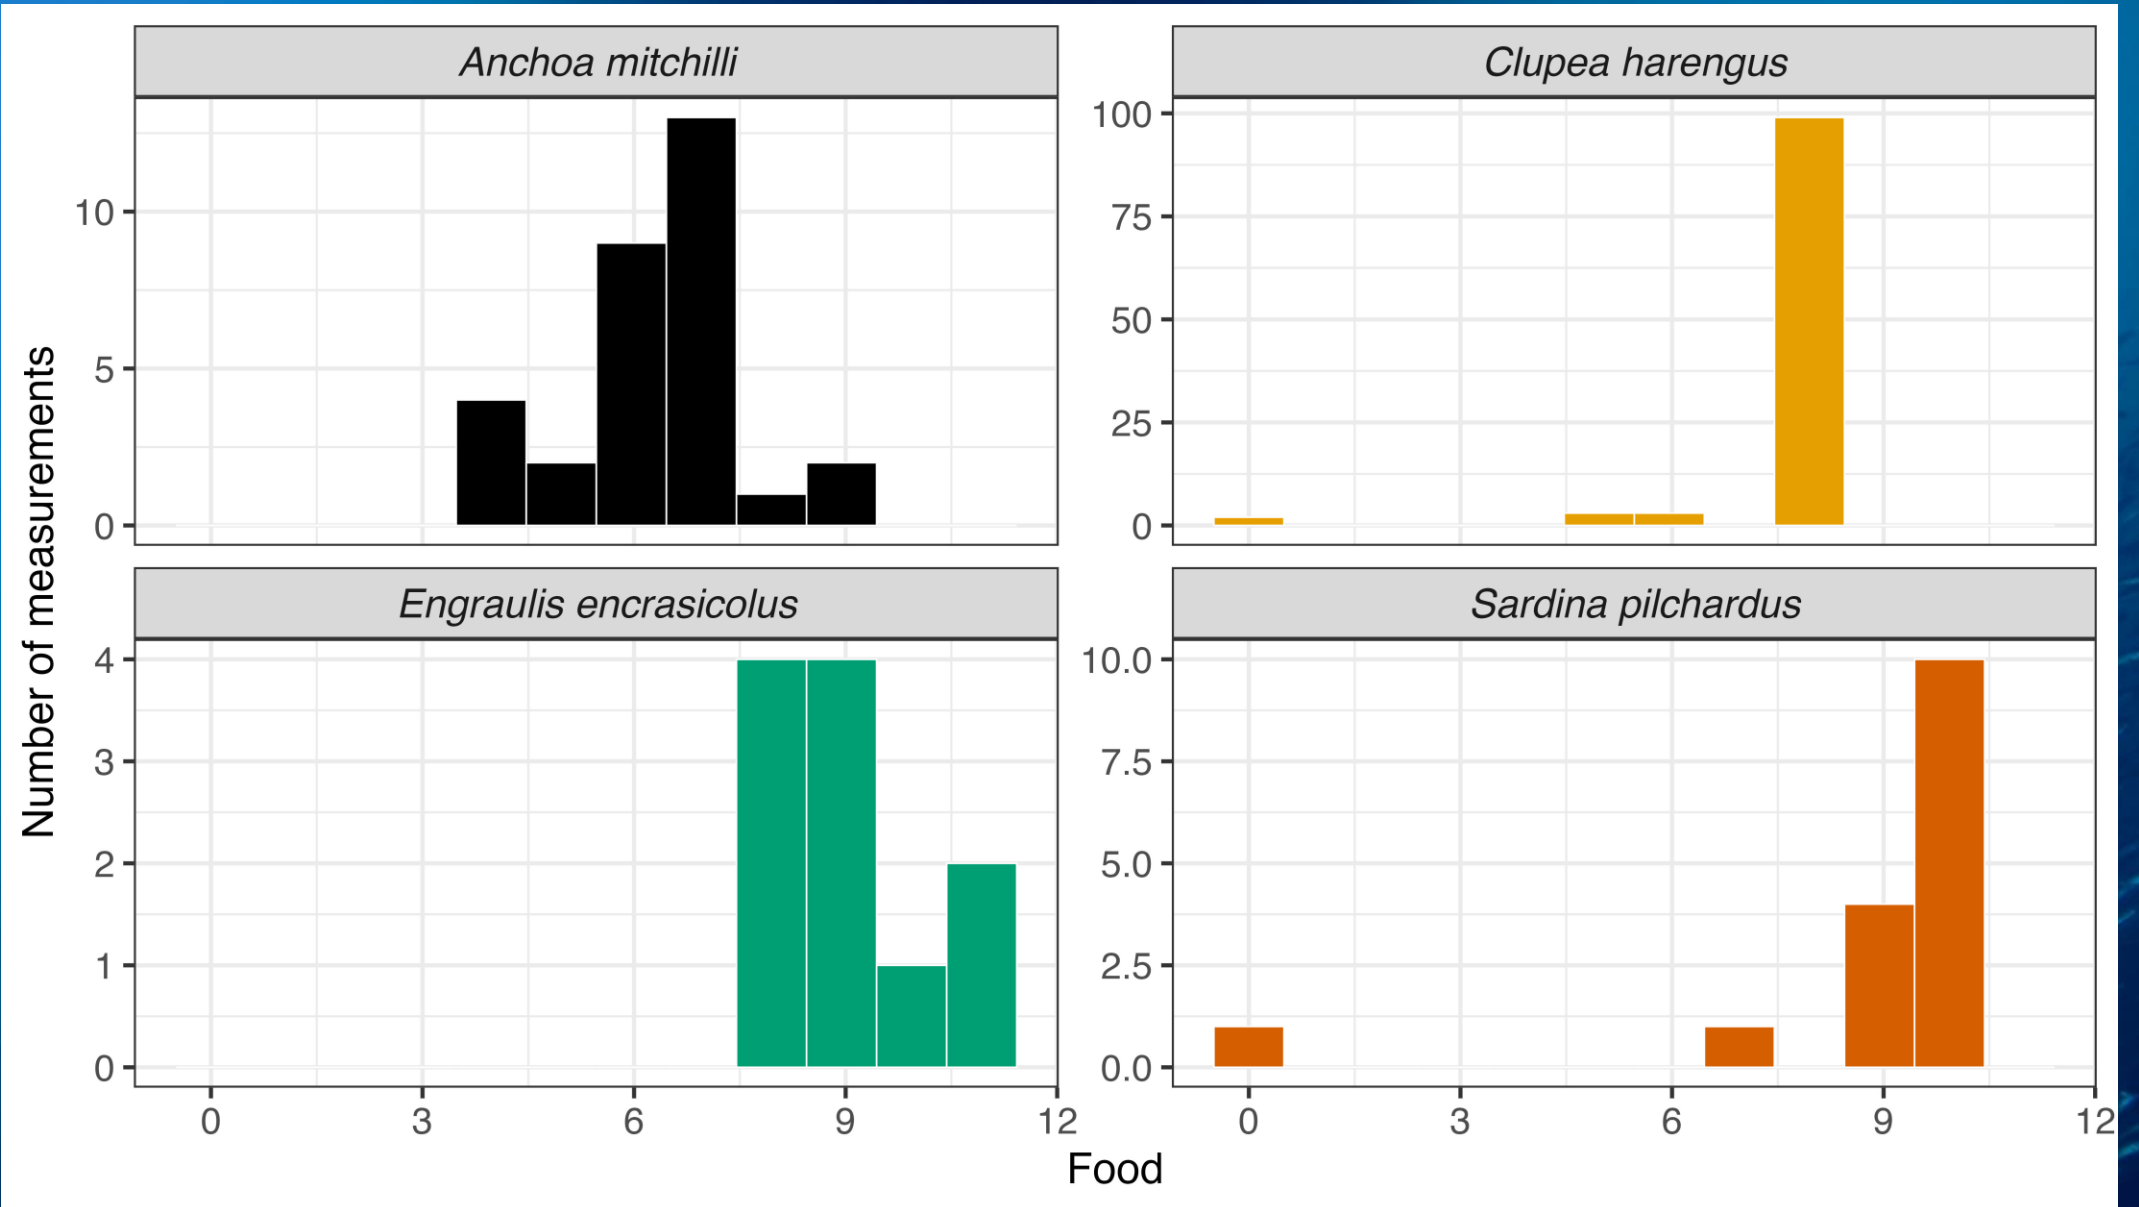 Anchoa mitchilli
Clupea harengus
10
5
0
100
75
50
25
0
Number of measurements
Engraulis encrasicolus
Sardina pilchardus
4
3
2
1
0
10.0
7.5
5.0
2.5
0.0
0 3 6 9 12
0 3 6 9 12
Food